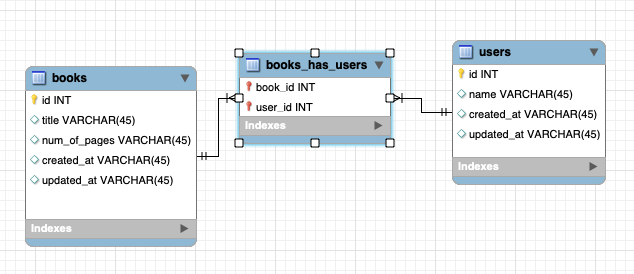 books
id INT
title VARCHAR(45)
num_of_pages VARCHAR(45)
created_at VARCHAR(45)
updated_at VARCHAR(45)
Indexes
books_has_users
book_id INT
user_id INT
Indexes
users
id INT
name VARCHAR(45)
created_at VARCHAR(45)
updated_at VARCHAR(45)
Indexes